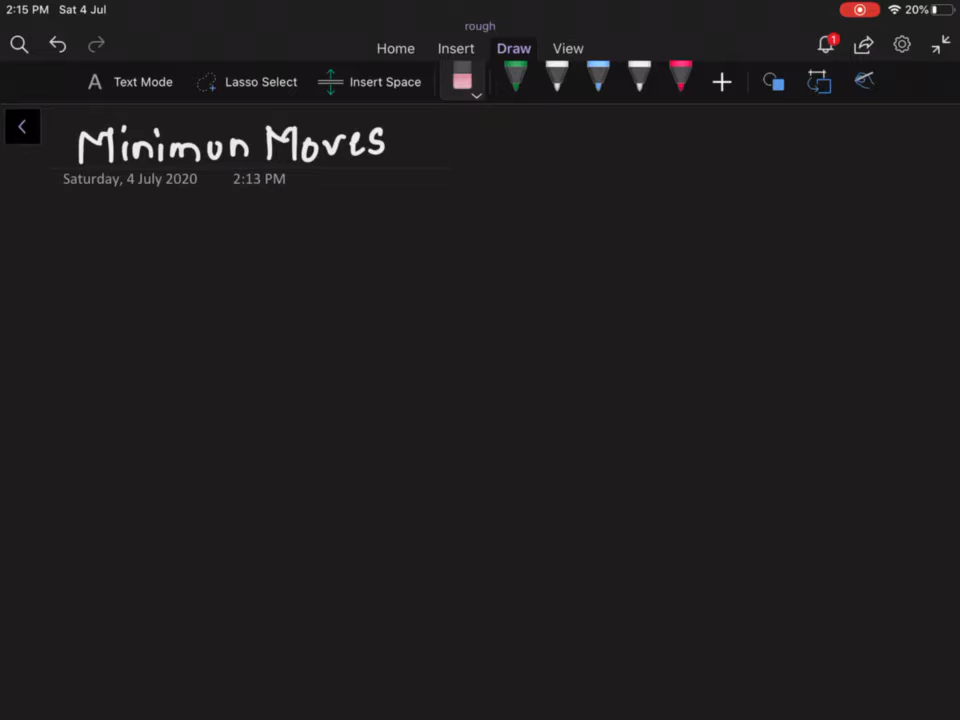 2:15 PM Sat 4 Jul 20%
rough
Home Insert Draw View 1
A Text Mode Lasso Select Insert Space
Minimun Moves
Saturday, 4 July 2020 2:13 PM